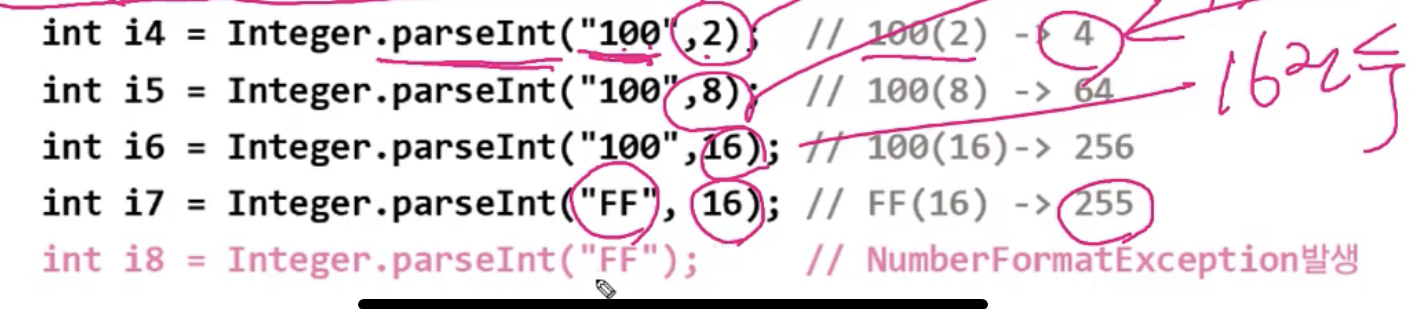 int i4 = Integer.parseInt("100",2); // 100(2) -> 4
int i5 = Integer.parseInt("100",8); // 100(8) -> 64
int i6 = Integer.parseInt("100",16); // 100(16)-> 256
16진수
int i7 = Integer.parseInt("FF", 16); // FF(16) -> 255
int i8 = Integer.parseInt("FF"); // NumberFormatException발생